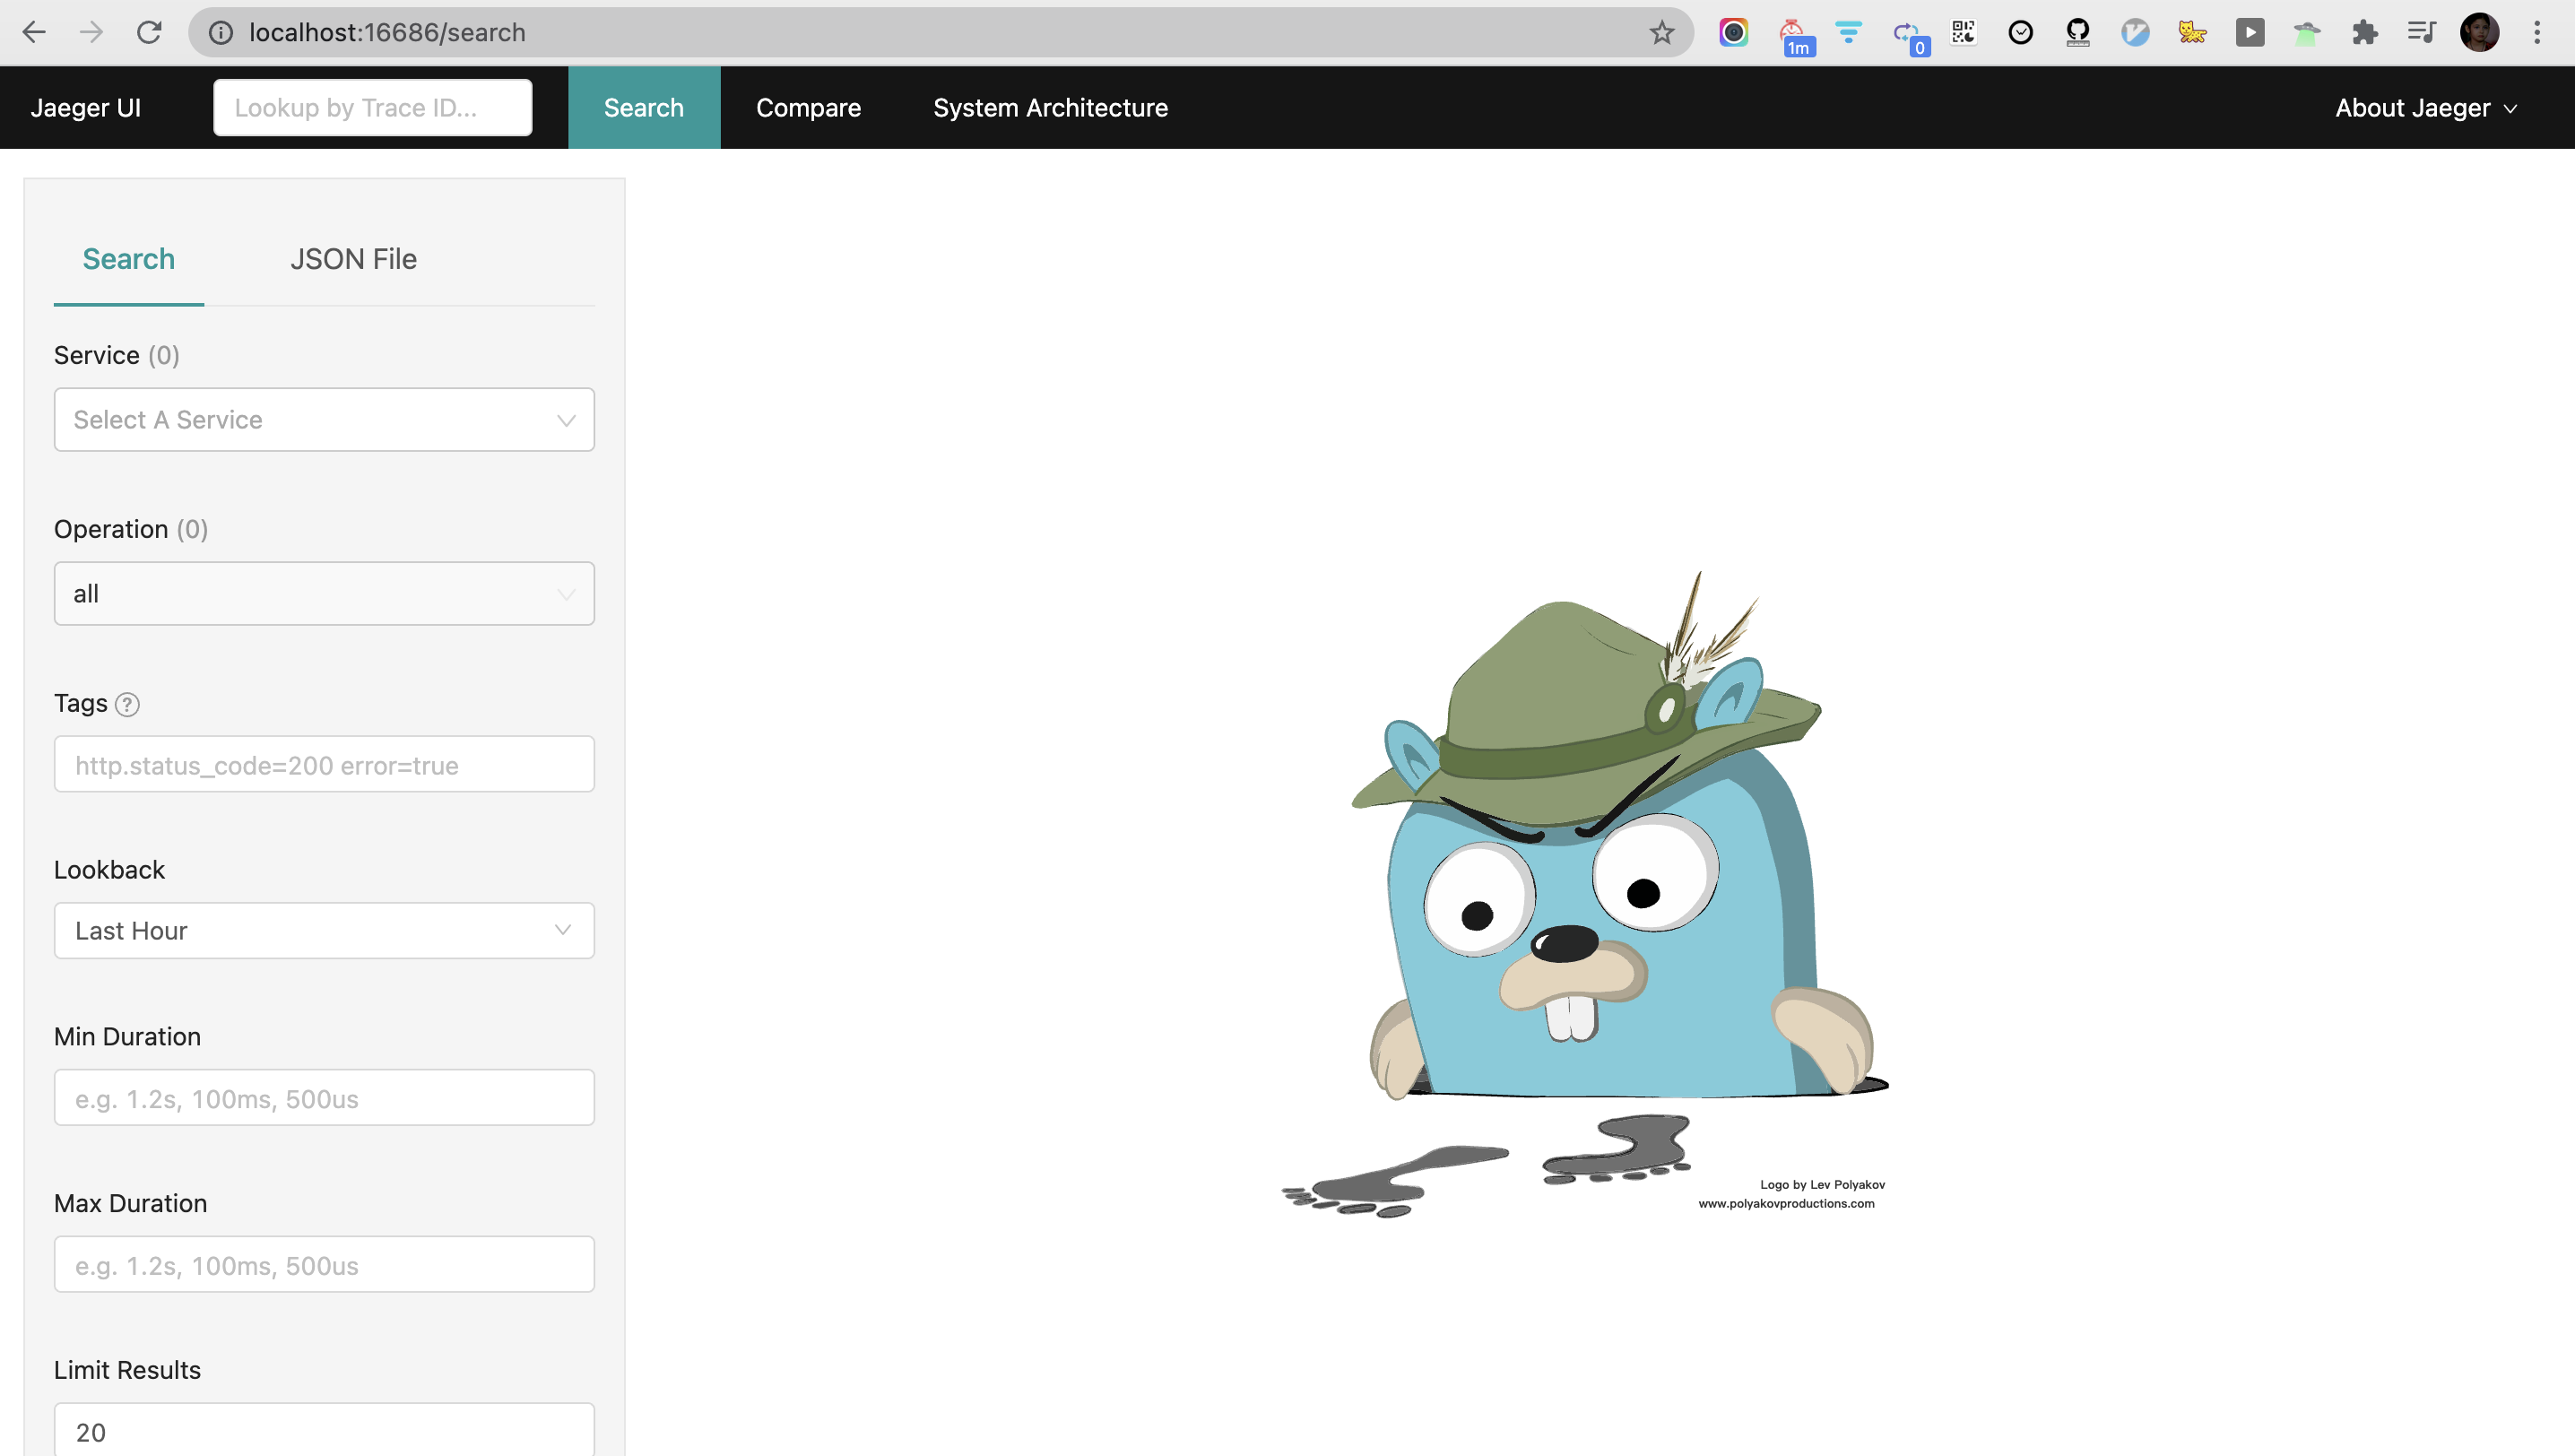 localhost:16686/search
1m
0
Jaeger UI
Lookup by Trace ID...
Search
Compare
System Architecture
About Jaeger
Search
JSON File
Service (0)
Select A Service
Operation (0)
all
Tags ?
http.status_code=200 error=true
Lookback
Last Hour
Min Duration
e.g. 1.2s, 100ms, 500us
Max Duration
e.g. 1.2s, 100ms, 500us
Limit Results
20
Logo by Lev Polyakov
www.polyakovproductions.com